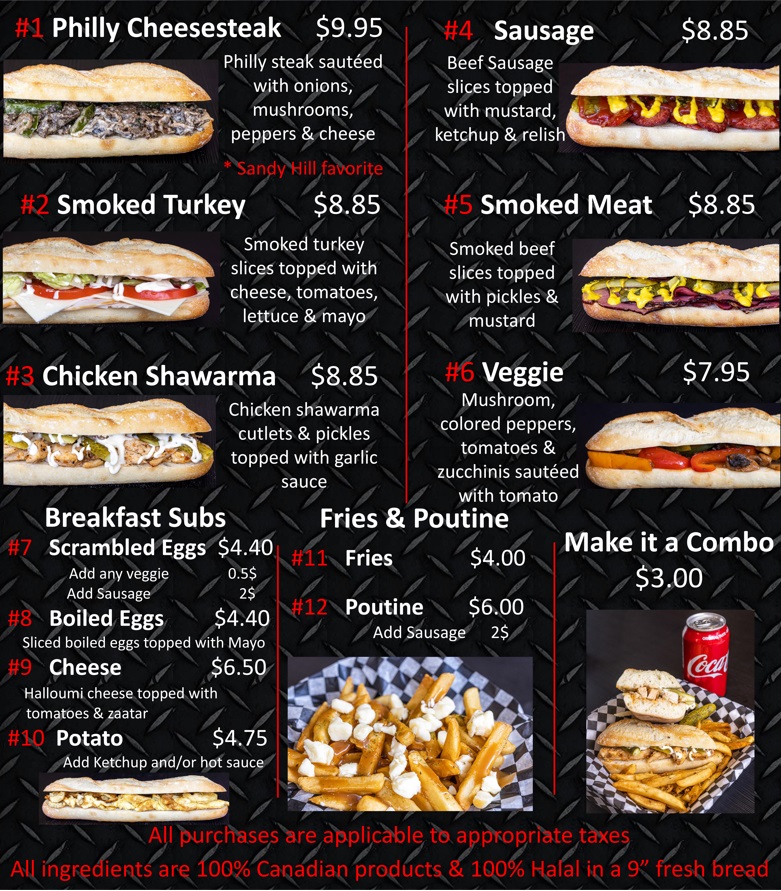 #1 Philly Cheesesteak $9.95
Philly steak sautéed
with onions,
mushrooms,
peppers & cheese
* Sandy Hill favorite
#2 Smoked Turkey $8.85
Smoked turkey
slices topped with
cheese, tomatoes,
lettuce & mayo
#3 Chicken Shawarma $8.85
Chicken shawarma
cutlets & pickles
topped with garlic
sauce
#4 Sausage $8.85
Beef Sausage
slices topped
with mustard,
ketchup & relish
#5 Smoked Meat $8.85
Smoked beef
slices topped
with pickles &
mustard
#6 Veggie $7.95
Mushroom,
colored peppers,
tomatoes &
zucchinis sautéed
with tomato
Breakfast Subs
#7 Scrambled Eggs $4.40
Add any veggie 0.5$
Add Sausage 2$
#8 Boiled Eggs $4.40
Sliced boiled eggs topped with Mayo
#9 Cheese $6.50
Halloumi cheese topped with
tomatoes & zaatar
#10 Potato $4.75
Add Ketchup and/or hot sauce
Fries & Poutine
#11 Fries $4.00
#12 Poutine $6.00
Add Sausage 2$
Make it a Combo
$3.00
Coca
All purchases are applicable to appropriate taxes
All ingredients are 100% Canadian products & 100% Halal in a 9” fresh bread